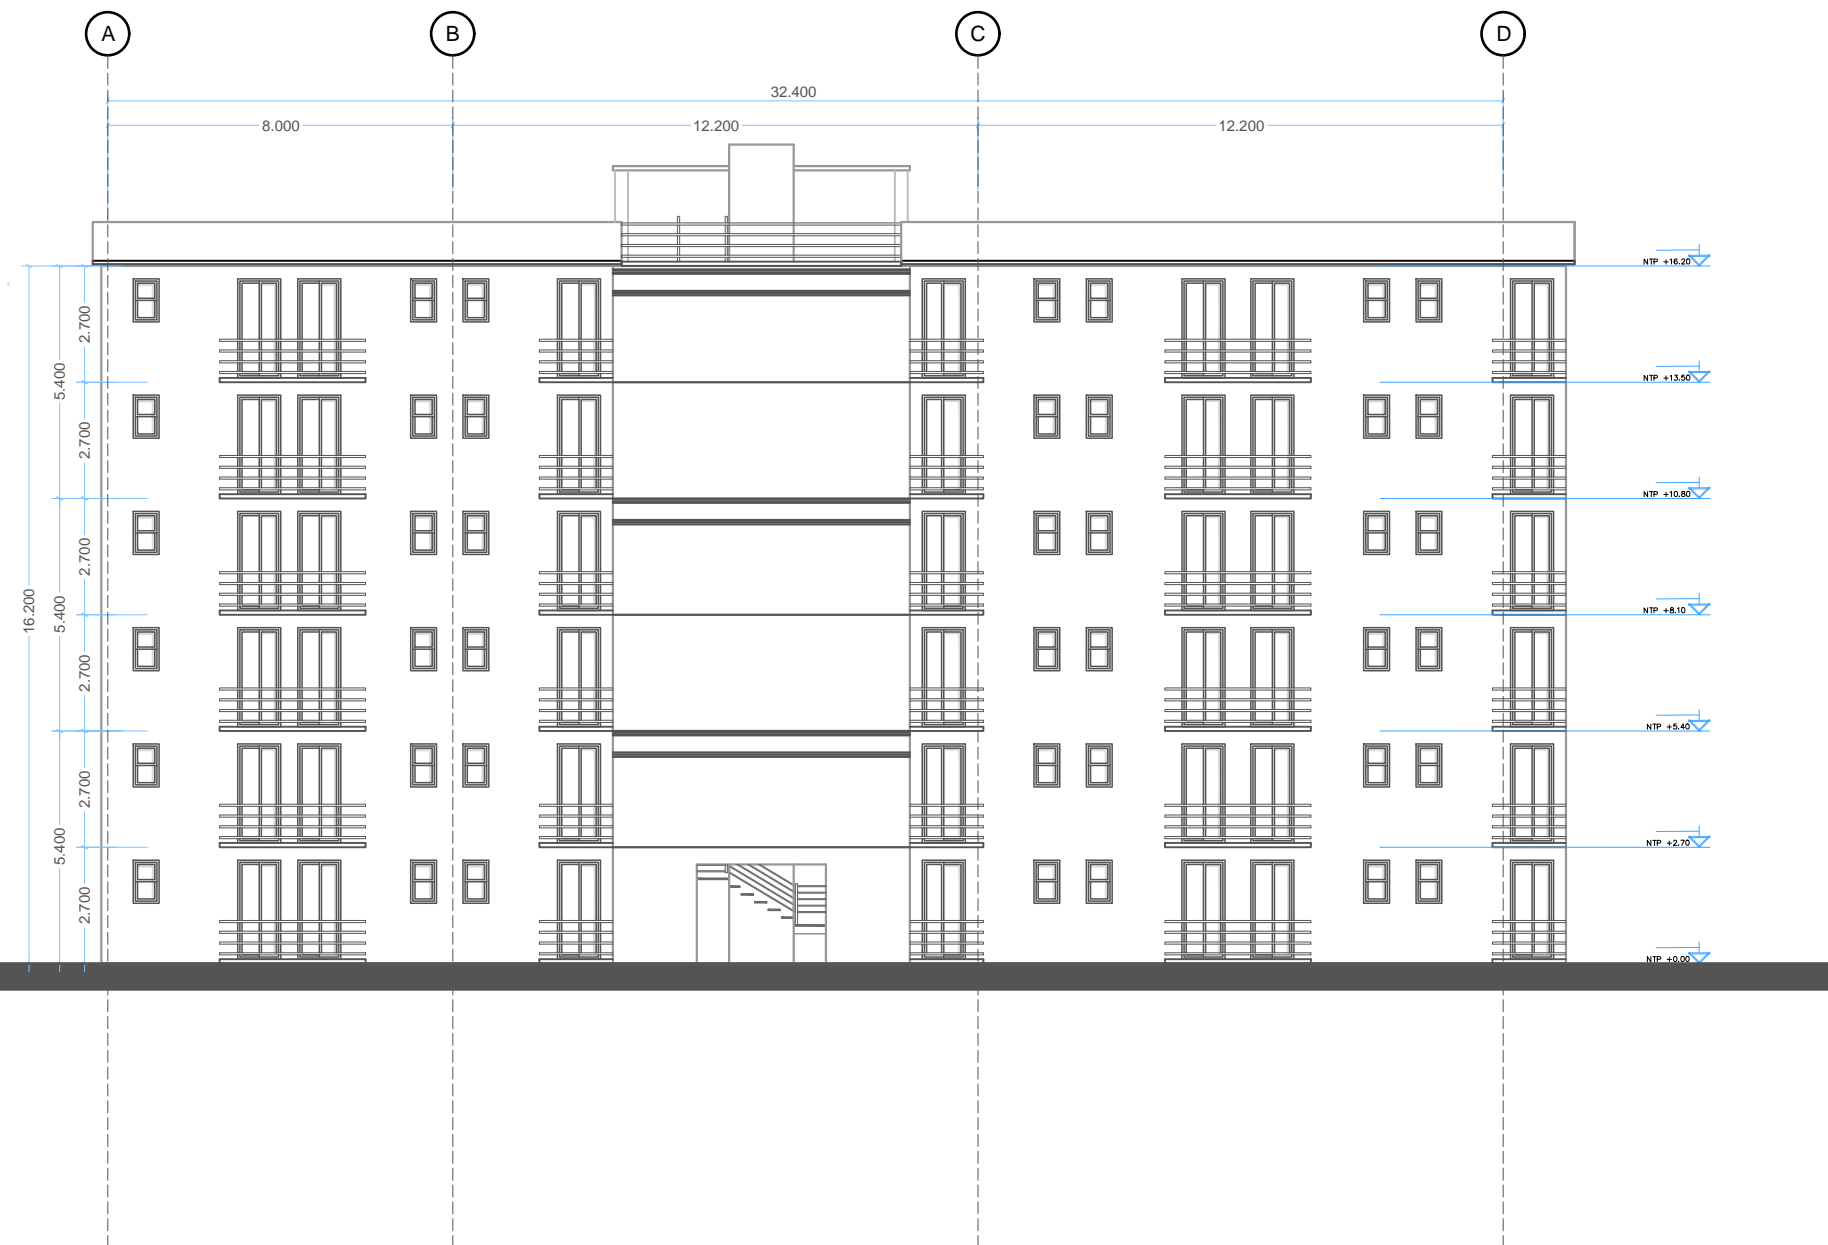 A B C D
32.400
8.000 12.200 12.200
NTP +16.20
2.700
5.400
NTP +13.50
2.700
NTP +10.80
2.700
16.200
5.400
NTP +8.10
2.700
NTP +5.40
2.700
5.400
NTP +2.70
2.700
NTP +0.00